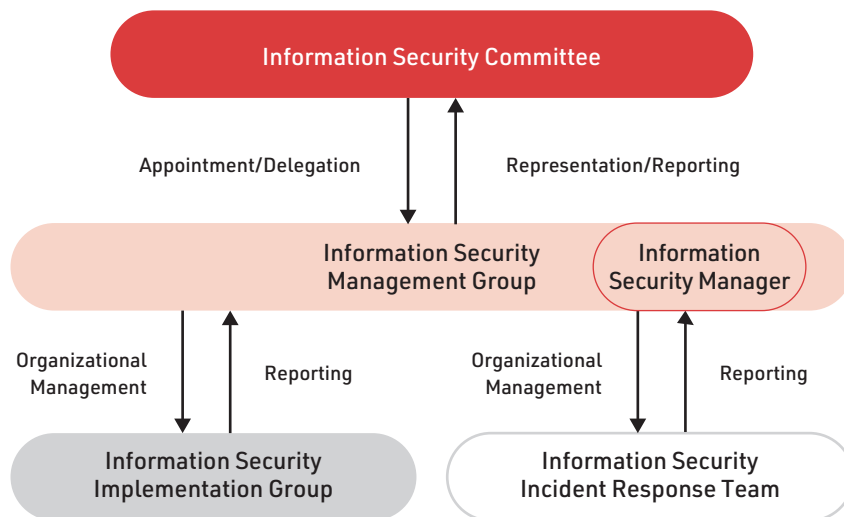 Information Security Committee
Appointment/Delegation
Representation/Reporting
Information Security
Management Group
Information
Security Manager
Organizational
Management
Reporting
Organizational
Management
Reporting
Information Security
Implementation Group
Information Security
Incident Response Team